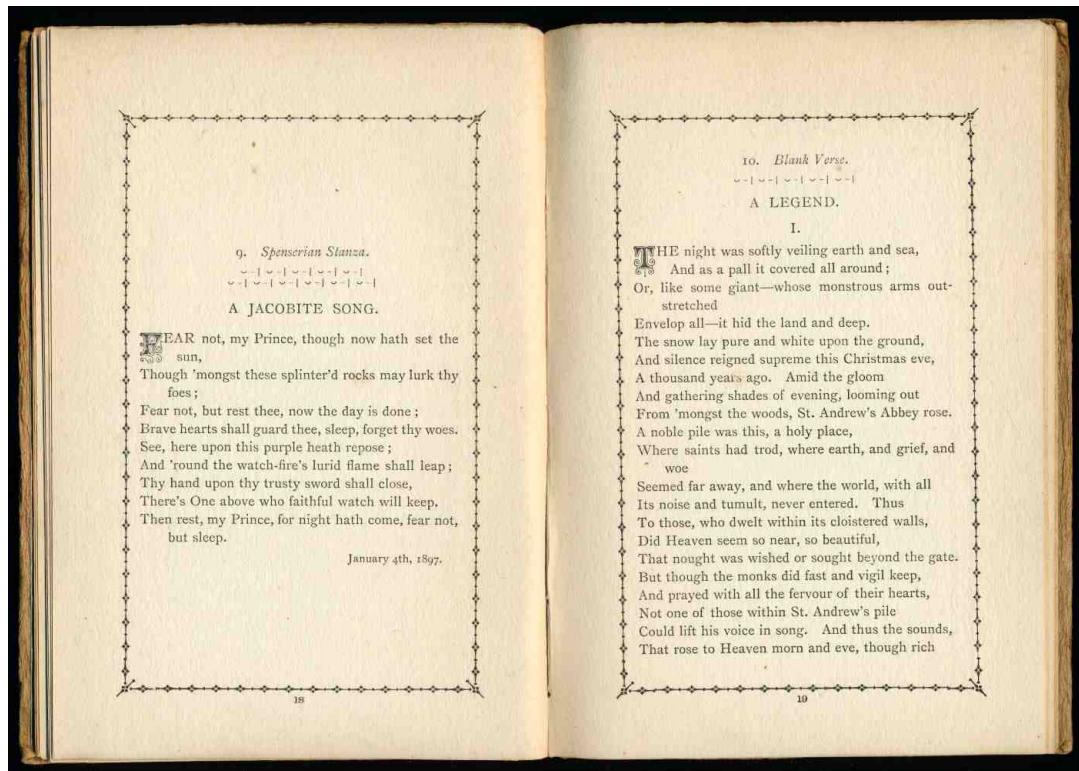 9. Spenserian Stanza.
⏑–|⏑–|⏑–|⏑–|⏑–|
⏑–|⏑–|⏑–|⏑–|⏑–|⏑–|
A JACOBITE SONG.
FEAR not, my Prince, though now hath set the
sun,
Though 'mongst these splinter'd rocks may lurk thy
foes;
Fear not, but rest thee, now the day is done;
Brave hearts shall guard thee, sleep, forget thy woes.
See, here upon this purple heath repose;
And 'round the watch-fire's lurid flame shall leap;
Thy hand upon thy trusty sword shall close,
There's One above who faithful watch will keep.
Then rest, my Prince, for night hath come, fear not,
but sleep.
January 4th, 1897.
18
10. Blank Verse.
⏑–|⏑–|⏑–|⏑–|⏑–|
A LEGEND.
I.
THE night was softly veiling earth and sea,
And as a pall it covered all around;
Or, like some giant—whose monstrous arms out-
stretched
Envelop all—it hid the land and deep.
The snow lay pure and white upon the ground,
And silence reigned supreme this Christmas eve,
A thousand years ago. Amid the gloom
And gathering shades of evening, looming out
From 'mongst the woods, St. Andrew's Abbey rose.
A noble pile was this, a holy place,
Where saints had trod, where earth, and grief, and
woe
Seemed far away, and where the world, with all
Its noise and tumult, never entered. Thus
To those, who dwelt within its cloistered walls,
Did Heaven seem so near, so beautiful,
That nought was wished or sought beyond the gate.
But though the monks did fast and vigil keep,
And prayed with all the fervour of their hearts,
Not one of those within St. Andrew's pile
Could lift his voice in song. And thus the sounds,
That rose to Heaven morn and eve, though rich
19